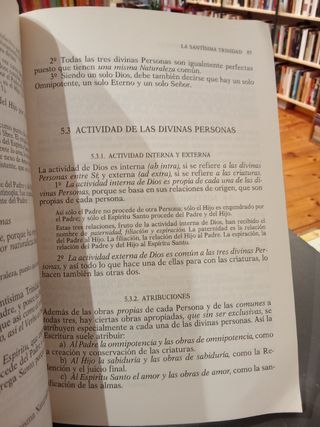 LA SANTÍSIMA TRINIDAD 87
2º Todas las tres divinas Personas son igualmente perfectas
puesto que tienen una misma Naturaleza común.
3º Siendo un solo Dios, debe también decirse que hay un solo
Omnipotente, un solo Eterno y un solo Señor.
5.3 ACTIVIDAD DE LAS DIVINAS PERSONAS
5.3.1. ACTIVIDAD INTERNA Y EXTERNA
La actividad de Dios es interna (ab intra), si se refiere a las divinas
Personas entre Sí; y externa (ad extra), si se refiere a las criaturas.
1º La actividad interna de Dios es propia de cada una de las di-
vinas Personas, porque se basa en sus relaciones de origen, que son
propias de cada persona.
Así sólo el Padre no procede de otra Persona; sólo el Hijo es engendrado por
el Padre; y sólo el Espíritu Santo procede del Padre y del Hijo.
Estas tres relaciones, fruto de la actividad interna de Dios, han recibido el
nombre de paternidad, filiación y espiración. La paternidad es la relación
del Padre al Hijo. La filiación, la relación del Hijo al Padre. La espiración, la
relación del Padre y del Hijo al Espíritu Santo.
2º La actividad externa de Dios es común a las tres divinas Per-
sonas, y así todo lo que hace una de ellas para con las criaturas, lo
hacen también las otras dos.
5.3.2. ATRIBUCIONES
Además de las obras propias de cada Persona y de las comunes a
todas tres, hay ciertas obras apropiadas, que sin ser exclusivas, se
atribuyen especialmente a cada una de las divinas Personas. Así la
Escritura suele atribuir:
a) Al Padre la omnipotencia y las obras de omnipotencia, como
la creación o conservación de las criaturas.
b) Al Hijo la sabiduría y las obras de sabiduría, como la Re-
dención y el juicio final.
c) Al Espíritu Santo el amor y las obras de amor, como la san-
tificación de las almas.